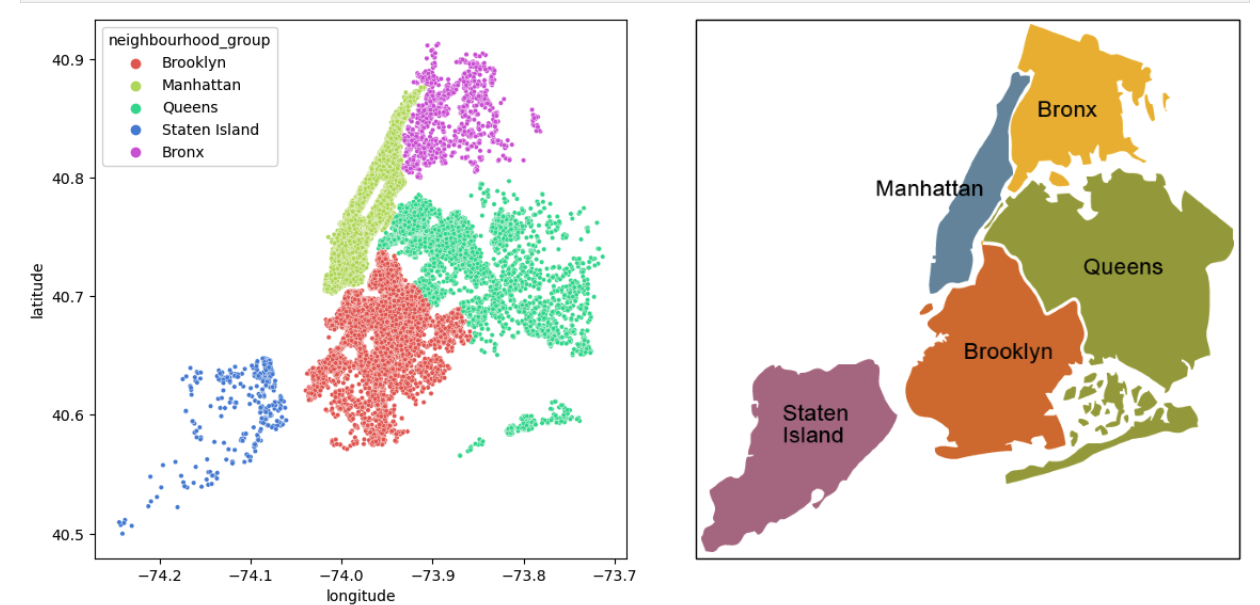 neighbourhood_group
Brooklyn
Manhattan
Queens
Staten Island
Bronx
40.9
40.8
40.7
40.6
40.5
latitude
−74.2
−74.1
−74.0
−73.9
−73.8
−73.7
longitude
Bronx
Manhattan
Queens
Brooklyn
Staten
Island